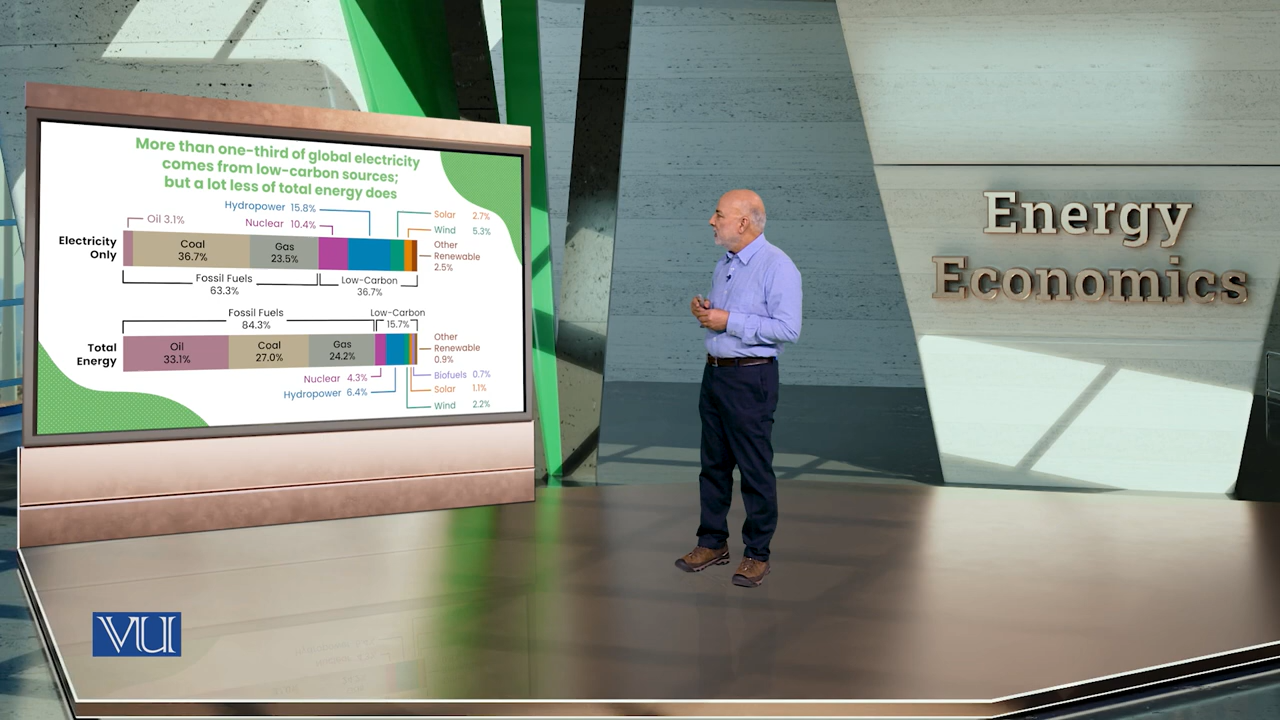 More than one-third of global electricity
comes from low-carbon sources;
but a lot less of total energy does
Hydropower 15.8%
Oil 3.1%
Nuclear 10.4%
Solar 2.7%
Wind 5.3%
Other
Renewable
2.5%
Electricity
Only
Coal
36.7%
Gas
23.5%
Fossil Fuels
63.3%
Low-Carbon
36.7%
Fossil Fuels
84.3%
Low-Carbon
15.7%
Total
Energy
Oil
33.1%
Coal
27.0%
Gas
24.2%
Other
Renewable
0.9%
Nuclear 4.3%
Biofuels 0.7%
Hydropower 6.4%
Solar 1.1%
Wind 2.2%
Energy
Economics
VU